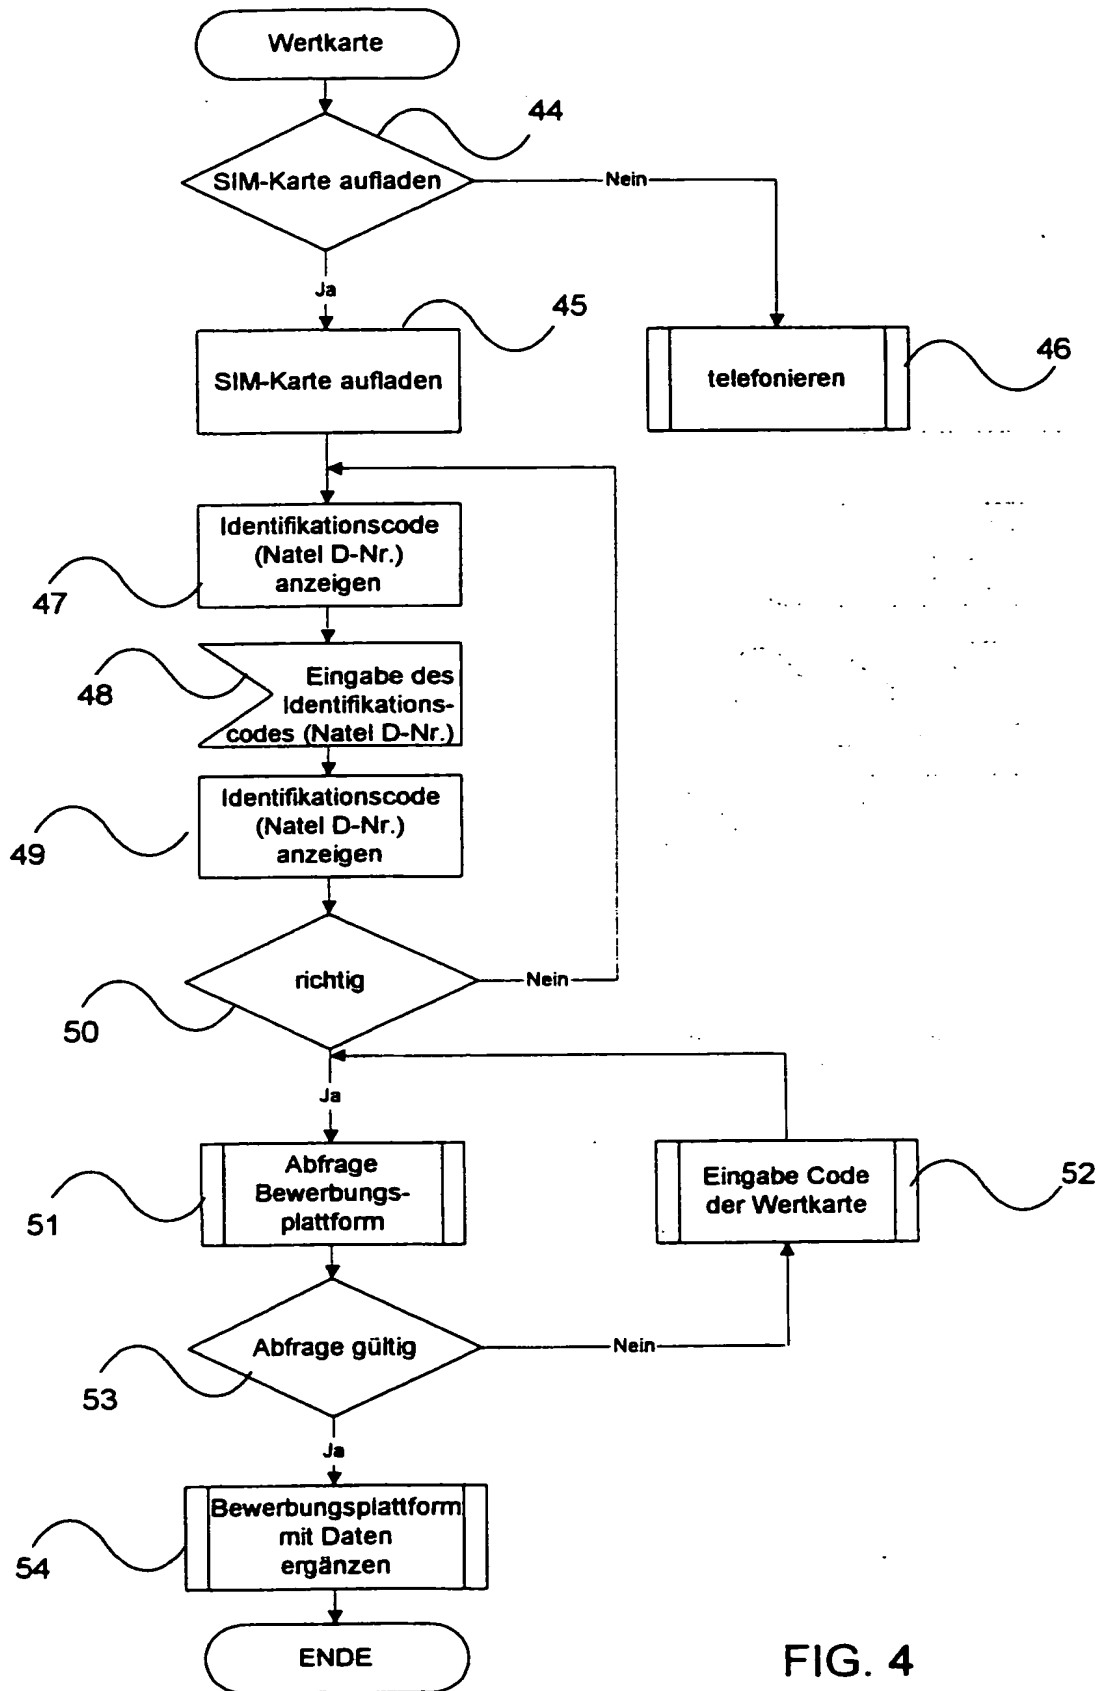 Wertkarte
44
SIM-Karte aufladen
Nein
Ja
45
SIM-Karte aufladen
telefonieren
46
Identifikationscode
(Natel D-Nr.)
anzeigen
47
Eingabe des
Identifikations-
codes (Natel D-Nr.)
48
Identifikationscode
(Natel D-Nr.)
anzeigen
49
richtig
Nein
50
Ja
Abfrage
Bewerbungs-
plattform
51
Eingabe Code
der Wertkarte
52
Abfrage gültig
Nein
53
Ja
Bewerbungsplattform
mit Daten
ergänzen
54
ENDE
FIG. 4